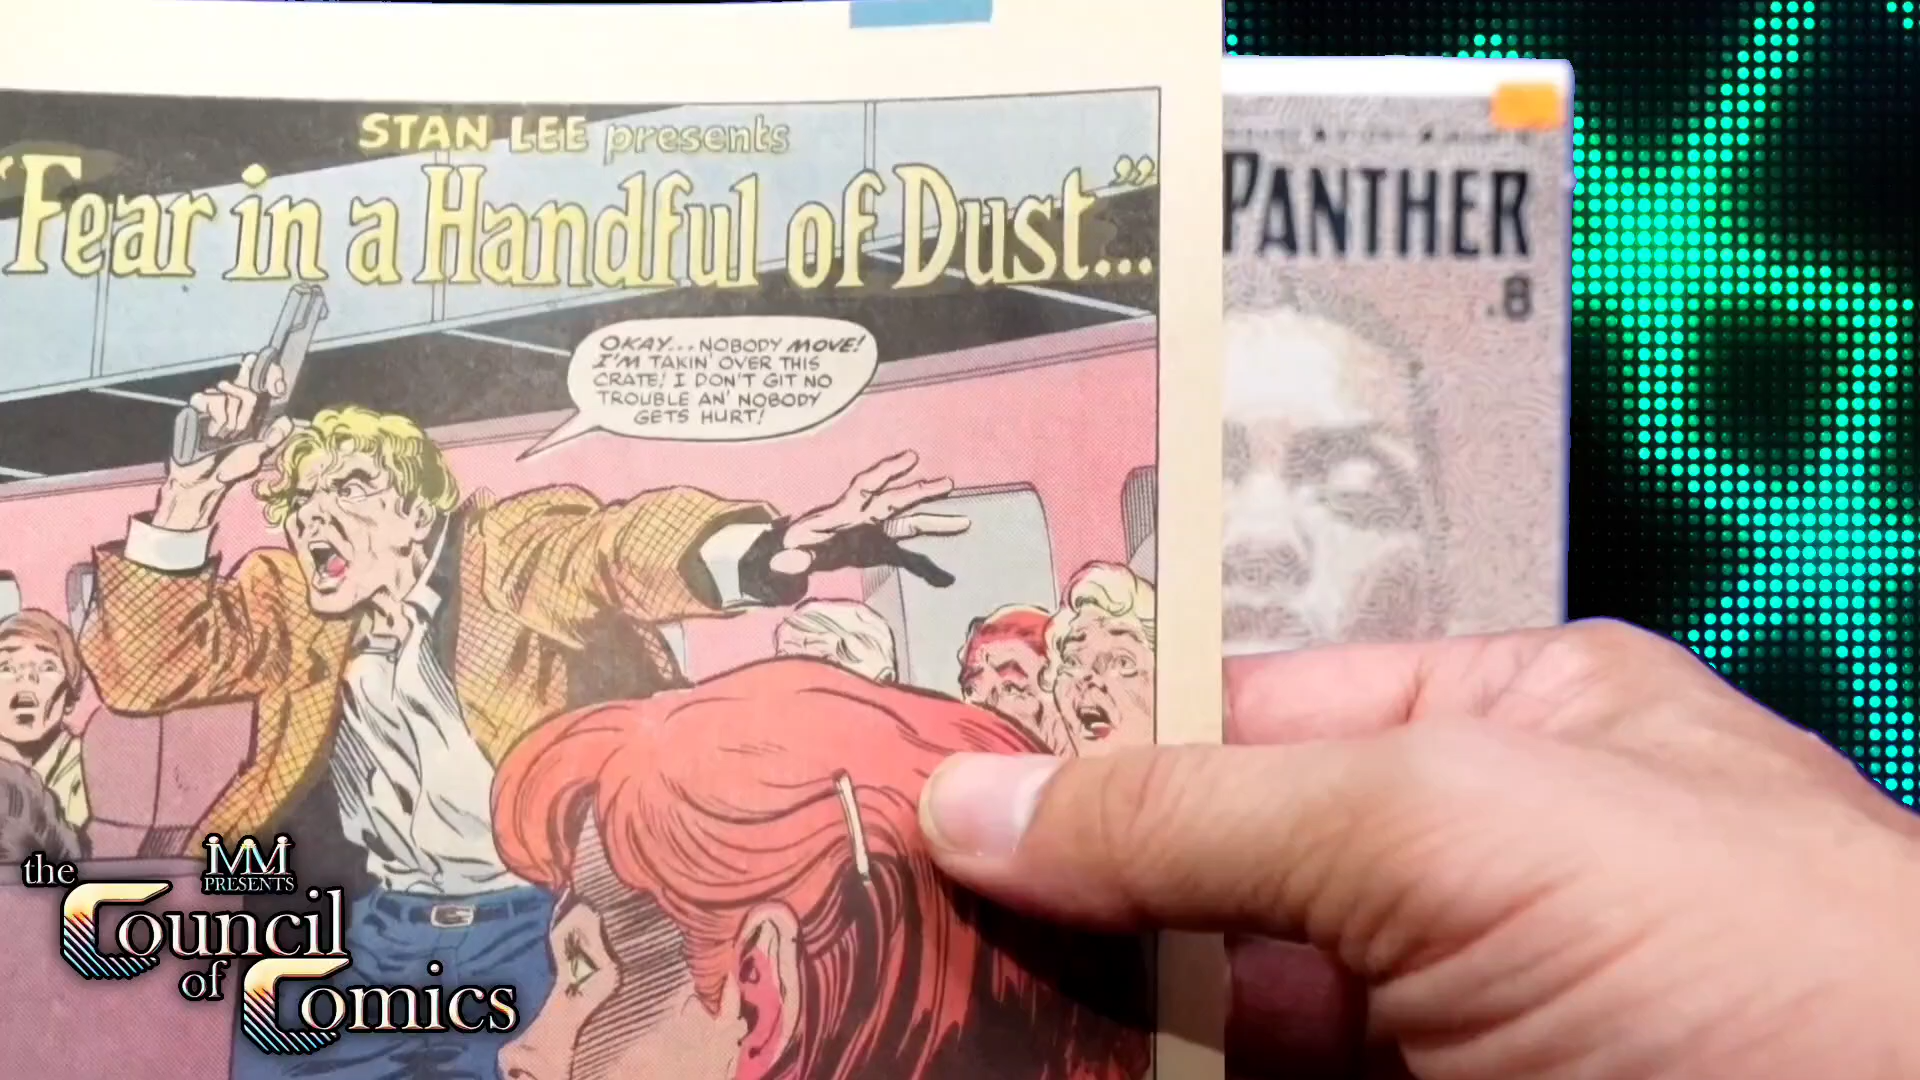 STAN LEE presents
"Fear in a Handful of Dust..."
OKAY... NOBODY MOVE!
I'M TAKIN' OVER THIS
CRATE! I DON'T GIT NO
TROUBLE AN' NOBODY
GETS HURT!
PANTHER
.8
MM
PRESENTS
the
Council
of
Comics